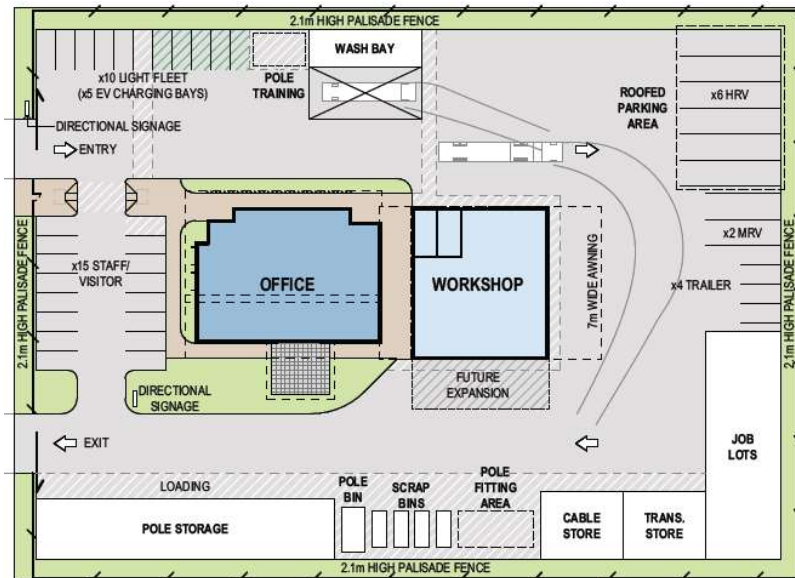 2.1m HIGH PALISADE FENCE
WASH BAY
x10 LIGHT FLEET
(x5 EV CHARGING BAYS)
POLE
TRAINING
ROOFED
PARKING
AREA
x6 HRV
DIRECTIONAL SIGNAGE
ENTRY
x2 MRV
x15 STAFF/
VISITOR
OFFICE
WORKSHOP
7m WIDE AWNING
x4 TRAILER
2.1m HIGH PALISADE FENCE
2.1m HIGH PALISADE FENCE
DIRECTIONAL
SIGNAGE
FUTURE
EXPANSION
EXIT
JOB
LOTS
LOADING
POLE
BIN
SCRAP
BINS
POLE
FITTING
AREA
POLE STORAGE
CABLE
STORE
TRANS.
STORE
2.1m HIGH PALISADE FENCE